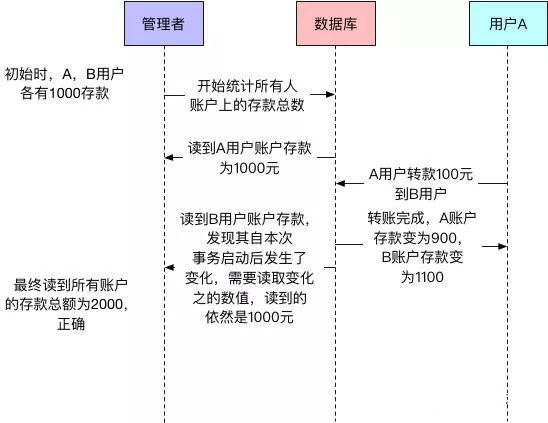 管理者
数据库
用户A
初始时，A，B用户
各有1000存款
开始统计所有人
账户上的存款总数
读到A用户账户存款
为1000元
A用户转款100元
到B用户
读到B用户账户存款，
发现其自本次
事务启动后发生了
变化，需要读取变化
之的数值，读到的
依然是1000元
转账完成，A账户
存款变为900，
B账户存款变
为1100
最终读到所有账户
的存款总额为2000，
正确